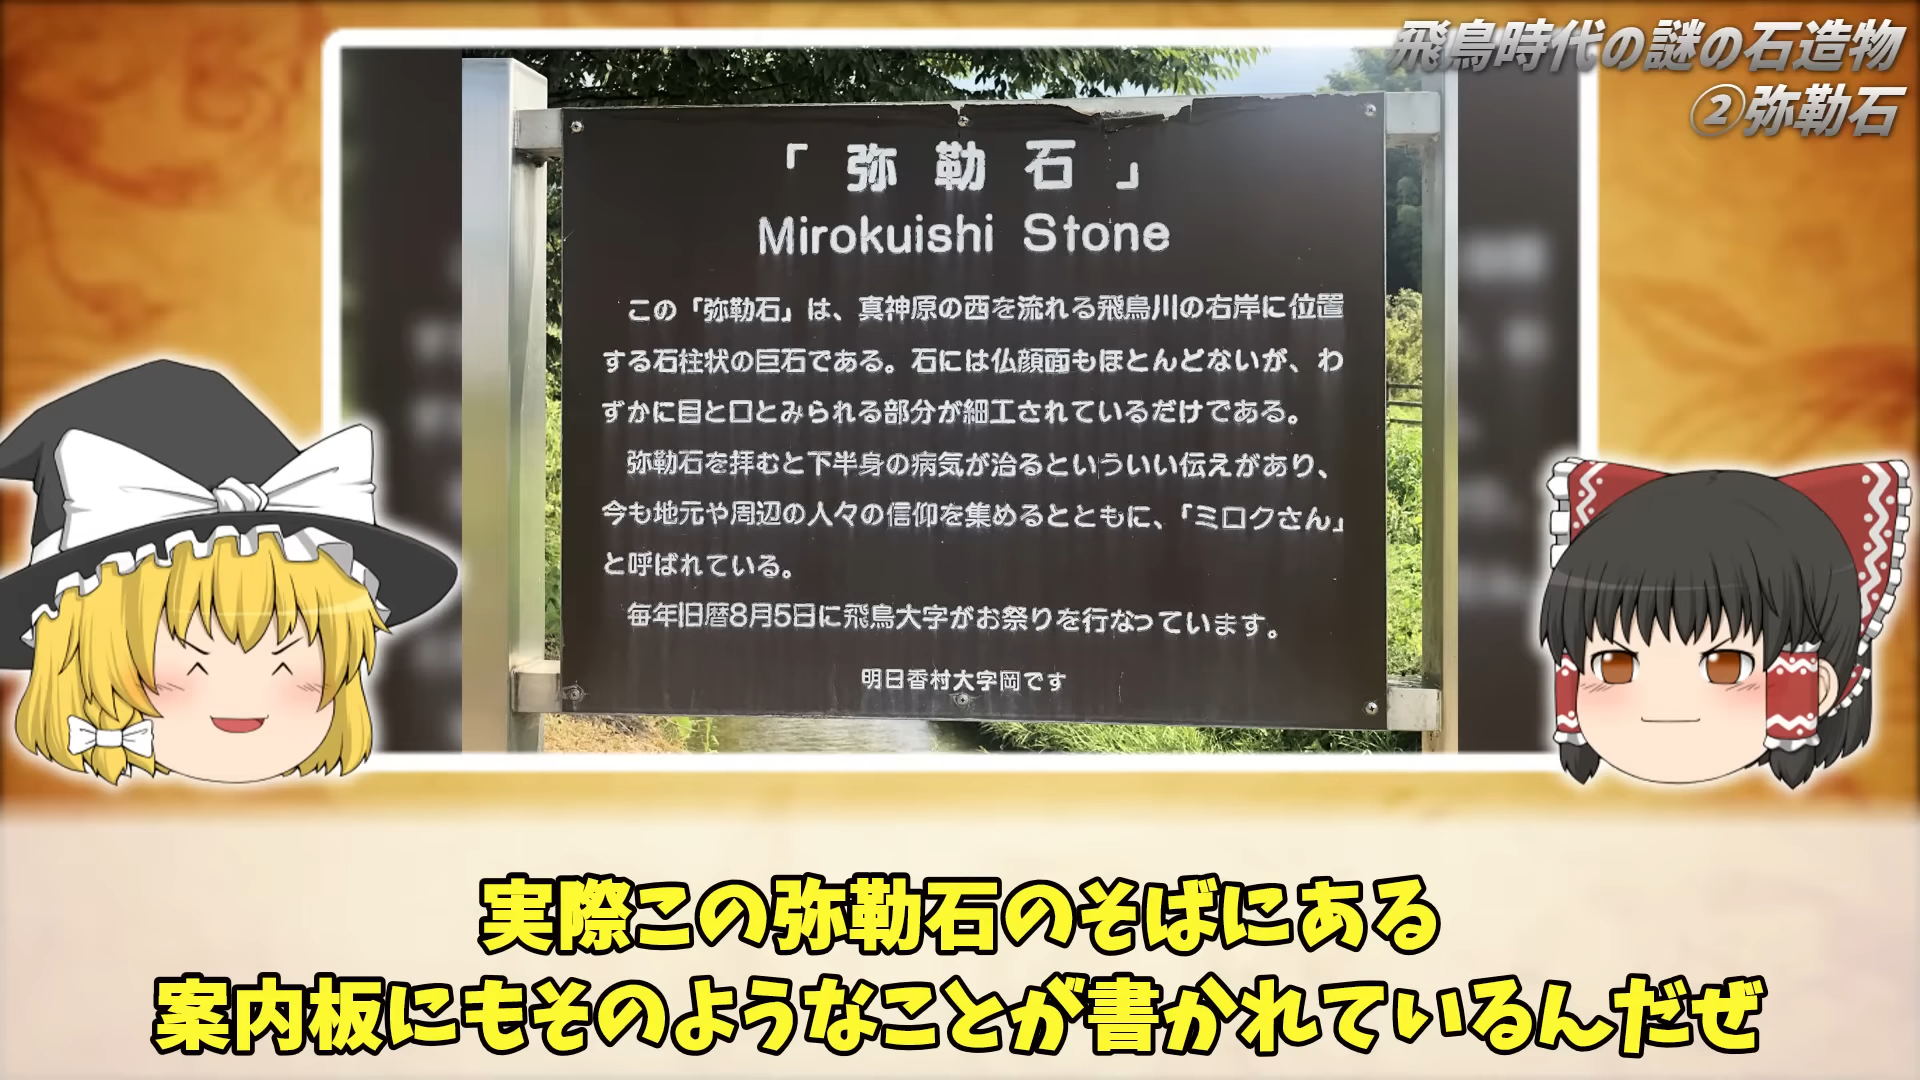 飛鳥時代の謎の石造物
②弥勒石
「弥勒石」
Mirokuishi Stone
この「弥勒石」は、真神原の西を流れる飛鳥川の右岸に位置
する石柱状の巨石である。石には仏顔面もほとんどないが、わ
ずかに目と口とみられる部分が細工されているだけである。
弥勒石を拝むと下半身の病気が治るといういい伝えがあり、
今も地元や周辺の人々の信仰を集めるとともに、「ミロクさん」
と呼ばれている。
毎年旧暦8月5日に飛鳥大字がお祭りを行なっています。
明日香村大字岡です
実際この弥勒石のそばにある
案内板にもそのようなことが書かれているんだぜ